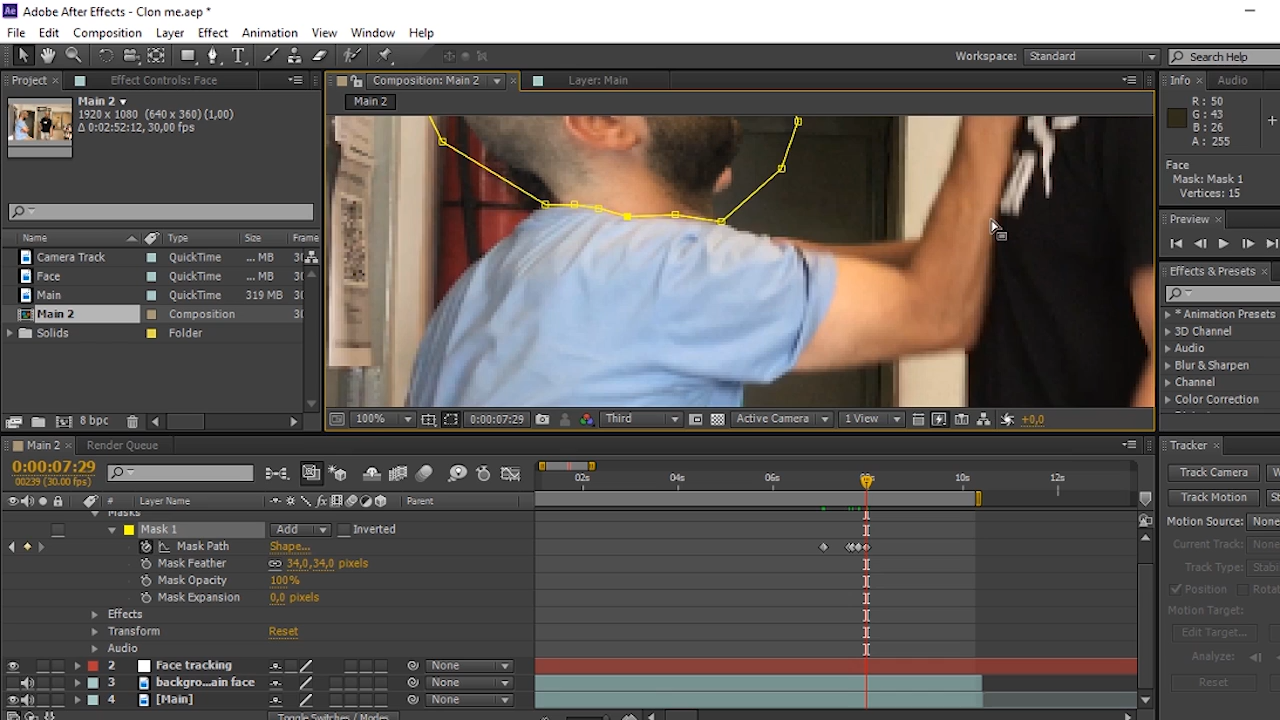 Adobe After Effects - Clon me.aep *
File Edit Composition Layer Effect Animation View Window Help
Workspace: Standard Search Help
Project Effect Controls: Face Composition: Main 2 Layer: Main Info Audio
Main 2
1920 x 1080 (640 x 360) (1,00)
Δ 0:02:52:12, 30,00 fps
Main 2
R: 50
G: 43
B: 26
A: 255
Face
Mask: Mask 1
Vertices: 15
Preview
Name Type Size Frame
Camera Track QuickTime ... MB 30
Face QuickTime ... MB 30
Main QuickTime 319 MB 30
Main 2 Composition 30
Solids Folder
8 bpc
Effects & Presets
* Animation Presets
3D Channel
Audio
Blur & Sharpen
Channel
Color Correction
100% 0:00:07:29 Third Active Camera 1 View +0,0
Main 2 Render Queue
0:00:07:29
00239 (30.00 fps)
02s 04s 06s 10s 12s
# Layer Name Parent
Masks
Mask 1 Add Inverted
Mask Path Shape...
Mask Feather 34,0,34,0 pixels
Mask Opacity 100%
Mask Expansion 0,0 pixels
Effects
Transform Reset
Audio
2 Face tracking None
3 backgro...ain face None
4 [Main] None
Toggle Switches / Modes
Tracker
Track Camera W
Track Motion St
Motion Source: None
Current Track: None
Track Type: Stabi
Position Rotat
Motion Target:
Edit Target...
Analyze:
Reset